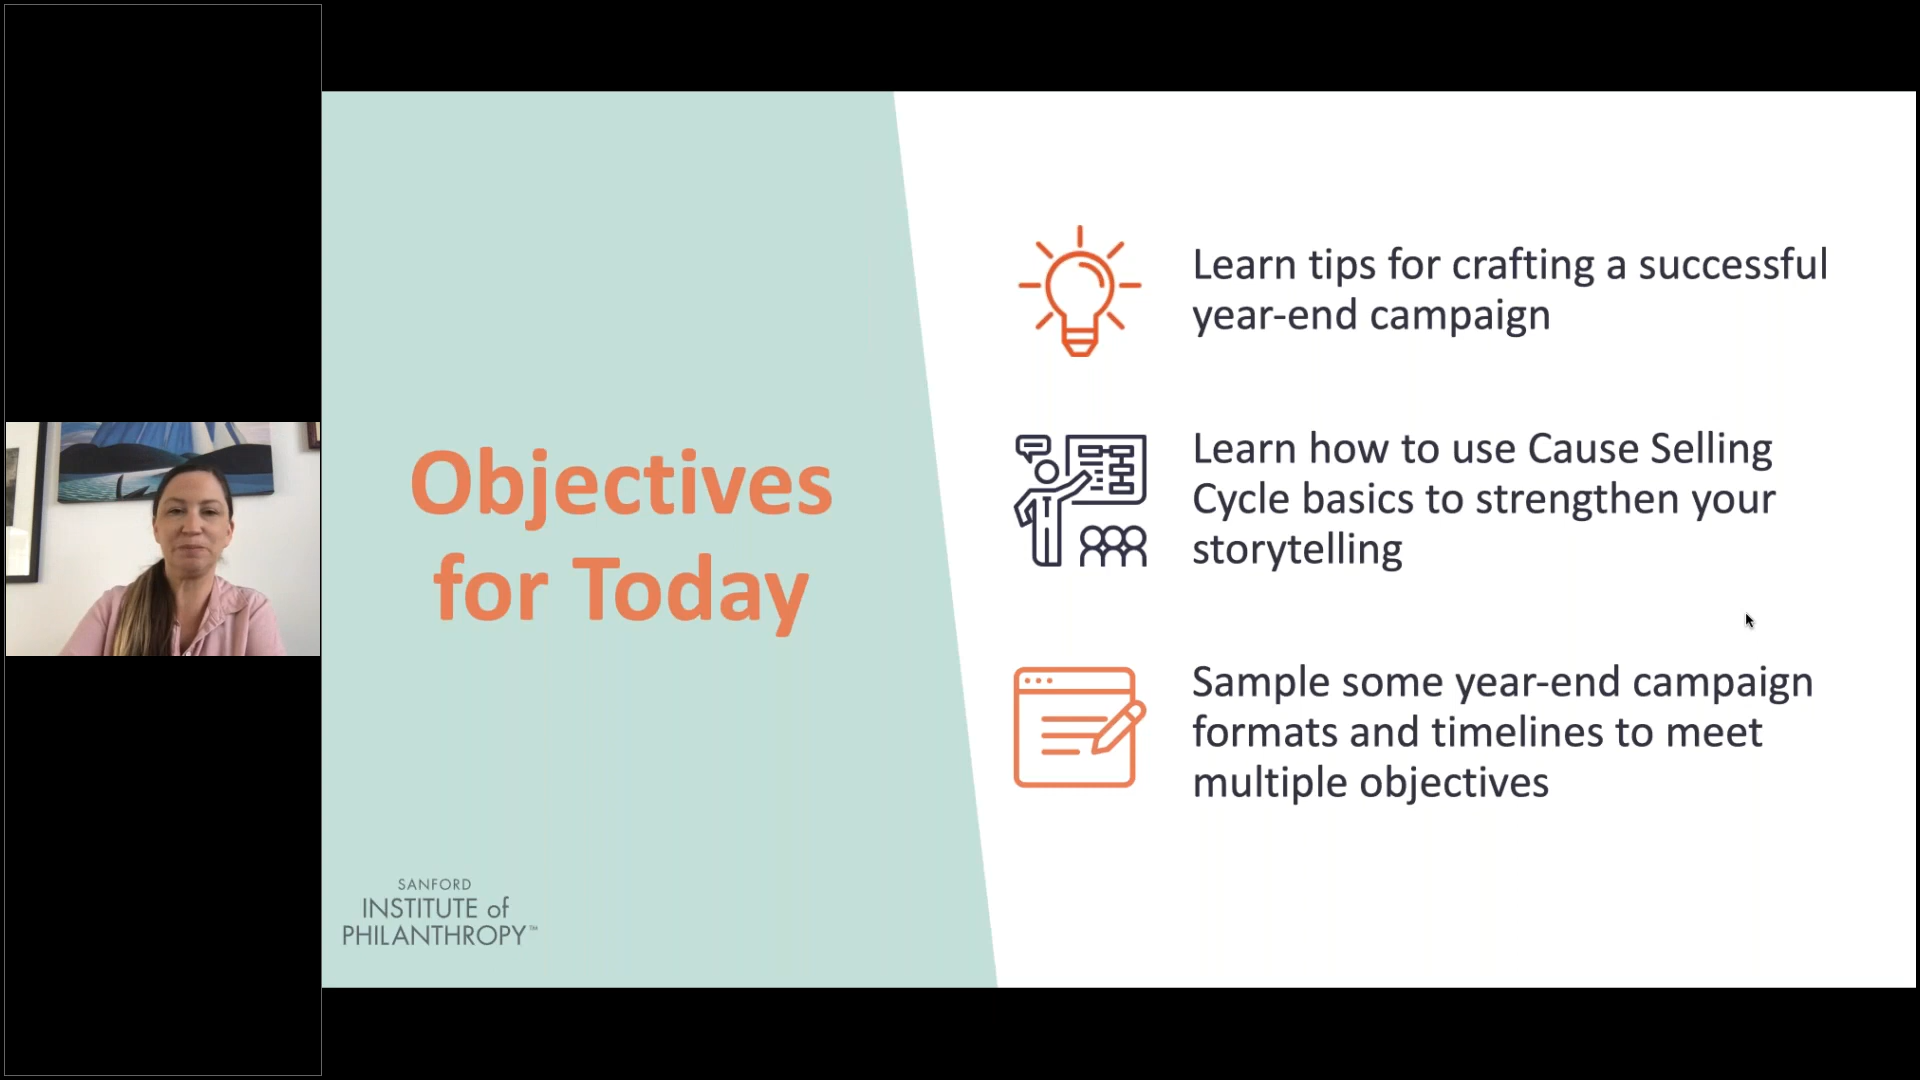 Objectives
for Today
Learn tips for crafting a successful
year-end campaign
Learn how to use Cause Selling
Cycle basics to strengthen your
storytelling
Sample some year-end campaign
formats and timelines to meet
multiple objectives
SANFORD
INSTITUTE of
PHILANTHROPY™